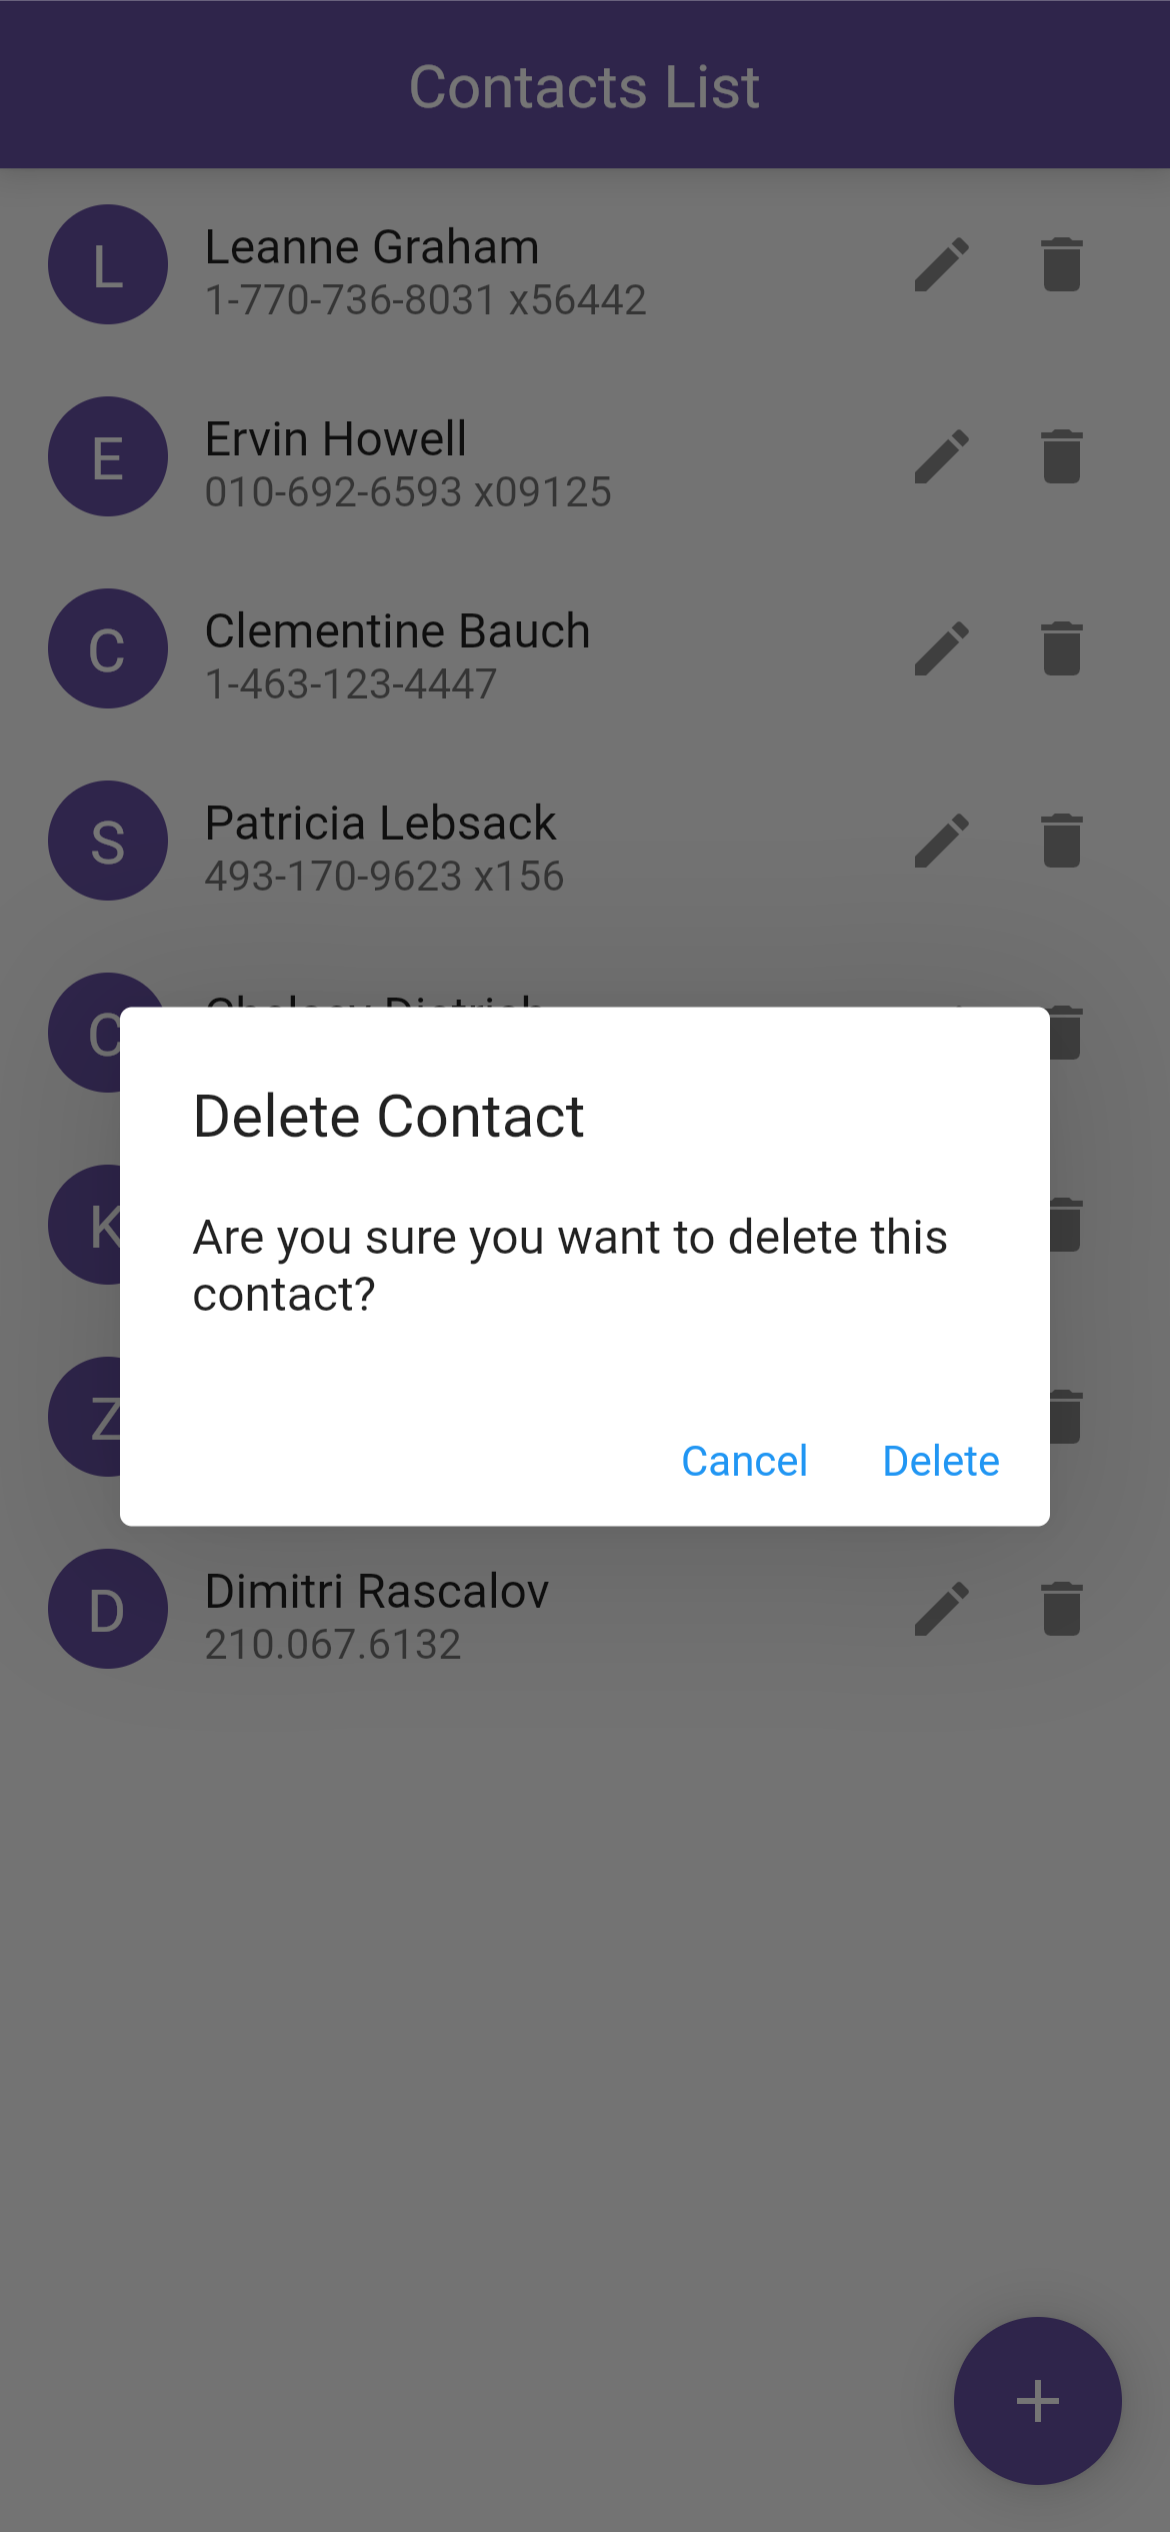 Contacts List
L
Leanne Graham
1-770-736-8031 x56442
E
Ervin Howell
010-692-6593 x09125
C
Clementine Bauch
1-463-123-4447
S
Patricia Lebsack
493-170-9623 x156
C
K
Z
Delete Contact
Are you sure you want to delete this
contact?
Cancel Delete
D
Dimitri Rascalov
210.067.6132